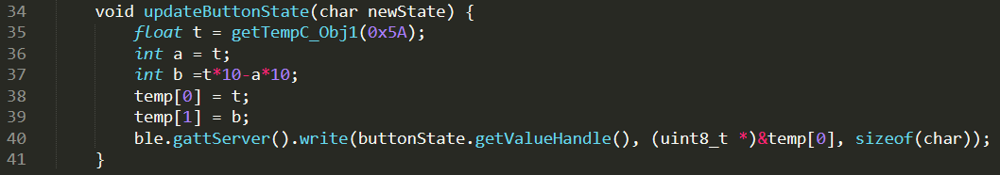 34 void updateButtonState(char newState) {
35 float t = getTempC_Obj1(0x5A);
36 int a = t;
37 int b =t*10-a*10;
38 temp[0] = t;
39 temp[1] = b;
40 ble.gattServer().write(buttonState.getValueHandle(), (uint8_t *)&temp[0], sizeof(char));
41 }